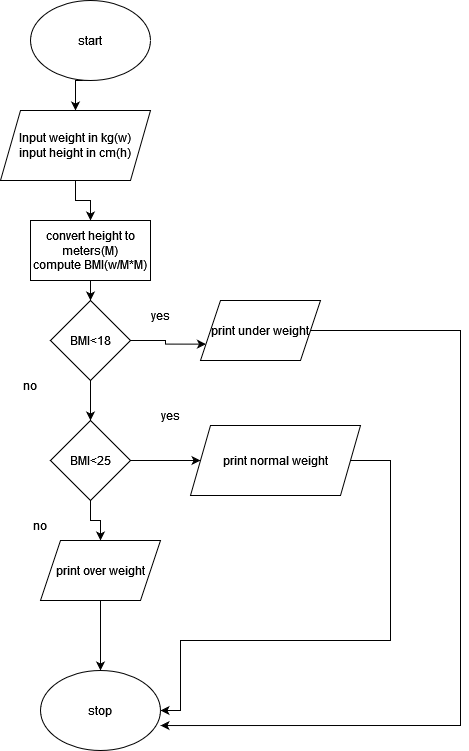 start
Input weight in kg(w)
input height in cm(h)
convert height to
meters(M)
compute BMI(w/M*M)
BMI<18
yes
print under weight
no
BMI<25
yes
print normal weight
no
print over weight
stop